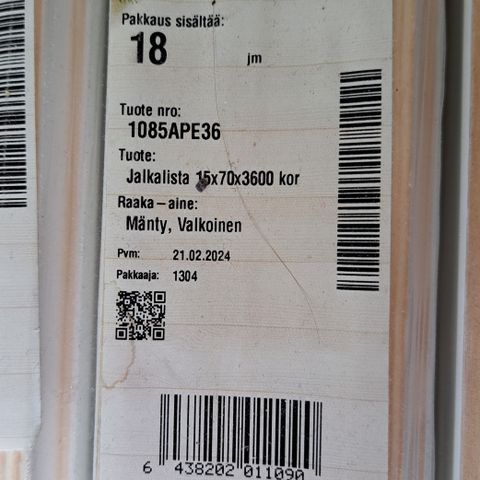 Pakkaus sisältää:
18 jm
Tuote nro:
1085APE36
Tuote:
Jalkalista 15x70x3600 kor
Raaka-aine:
Mänty, Valkoinen
Pvm: 21.02.2024
Pakkaaja: 1304
6 438202 011090